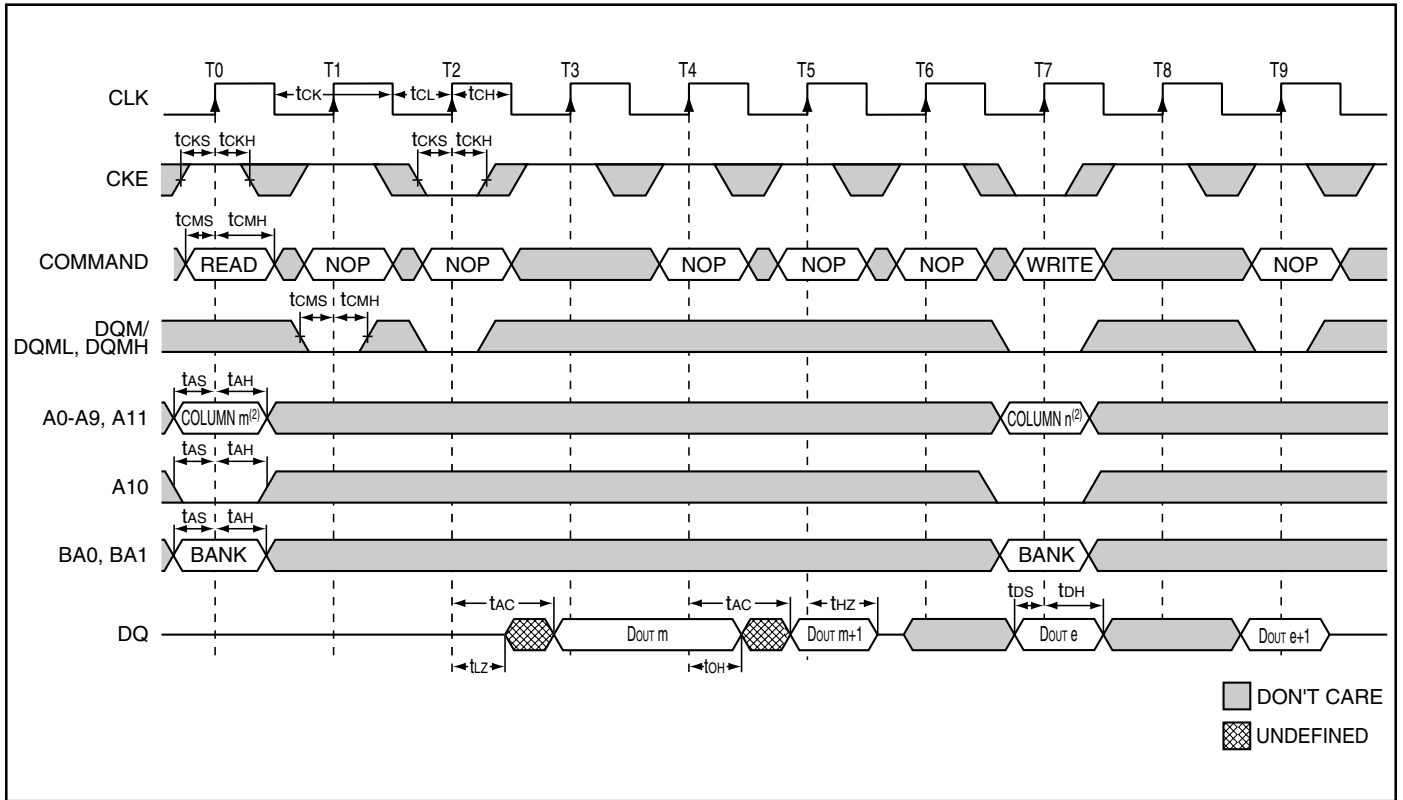 T0 T1 T2 T3 T4 T5 T6 T7 T8 T9
CLK
tCK tCL tCH
tCKS tCKH tCKS tCKH
CKE
tCMS tCMH
COMMAND READ NOP NOP NOP NOP NOP WRITE NOP
tCMS tCMH
DQM/
DQML, DQMH
tAS tAH
A0-A9, A11 COLUMN m(2) COLUMN n(2)
tAS tAH
A10
tAS tAH
BA0, BA1 BANK BANK
tAC tAC tHZ tDS tDH
DQ DOUT m DOUT m+1 DOUT e DOUT e+1
tLZ tOH
DON'T CARE
UNDEFINED